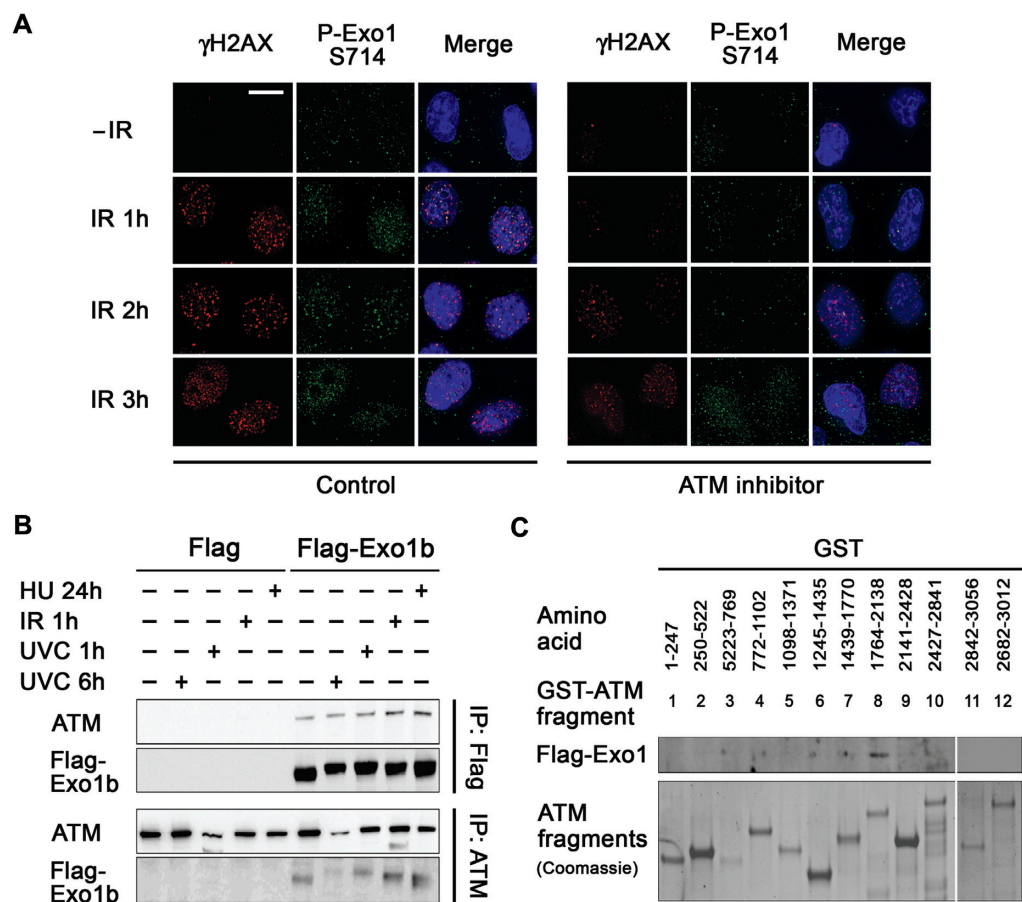 A
γH2AX P-Exo1 S714 Merge γH2AX P-Exo1 S714 Merge
–IR
IR 1h
IR 2h
IR 3h
Control ATM inhibitor
B
Flag Flag-Exo1b
HU 24h – – – – + – – – – +
IR 1h – – – + – – – – + –
UVC 1h – – + – – – – + – –
UVC 6h – + – – – – + – – –
ATM
Flag-
Exo1b
IP: Flag
ATM
Flag-
Exo1b
IP: ATM
C
GST
Amino
acid
1-247 250-522 5223-769 772-1102 1098-1371 1245-1435 1439-1770 1764-2138 2141-2428 2427-2841 2842-3056 2682-3012
GST-ATM
fragment
1 2 3 4 5 6 7 8 9 10 11 12
Flag-Exo1
ATM
fragments
(Coomassie)